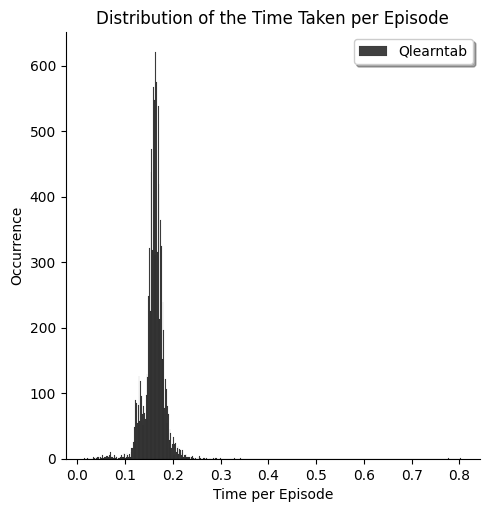 Distribution of the Time Taken per Episode
Qlearntab
600
500
400
300
200
100
0
Occurrence
0.0 0.1 0.2 0.3 0.4 0.5 0.6 0.7 0.8
Time per Episode